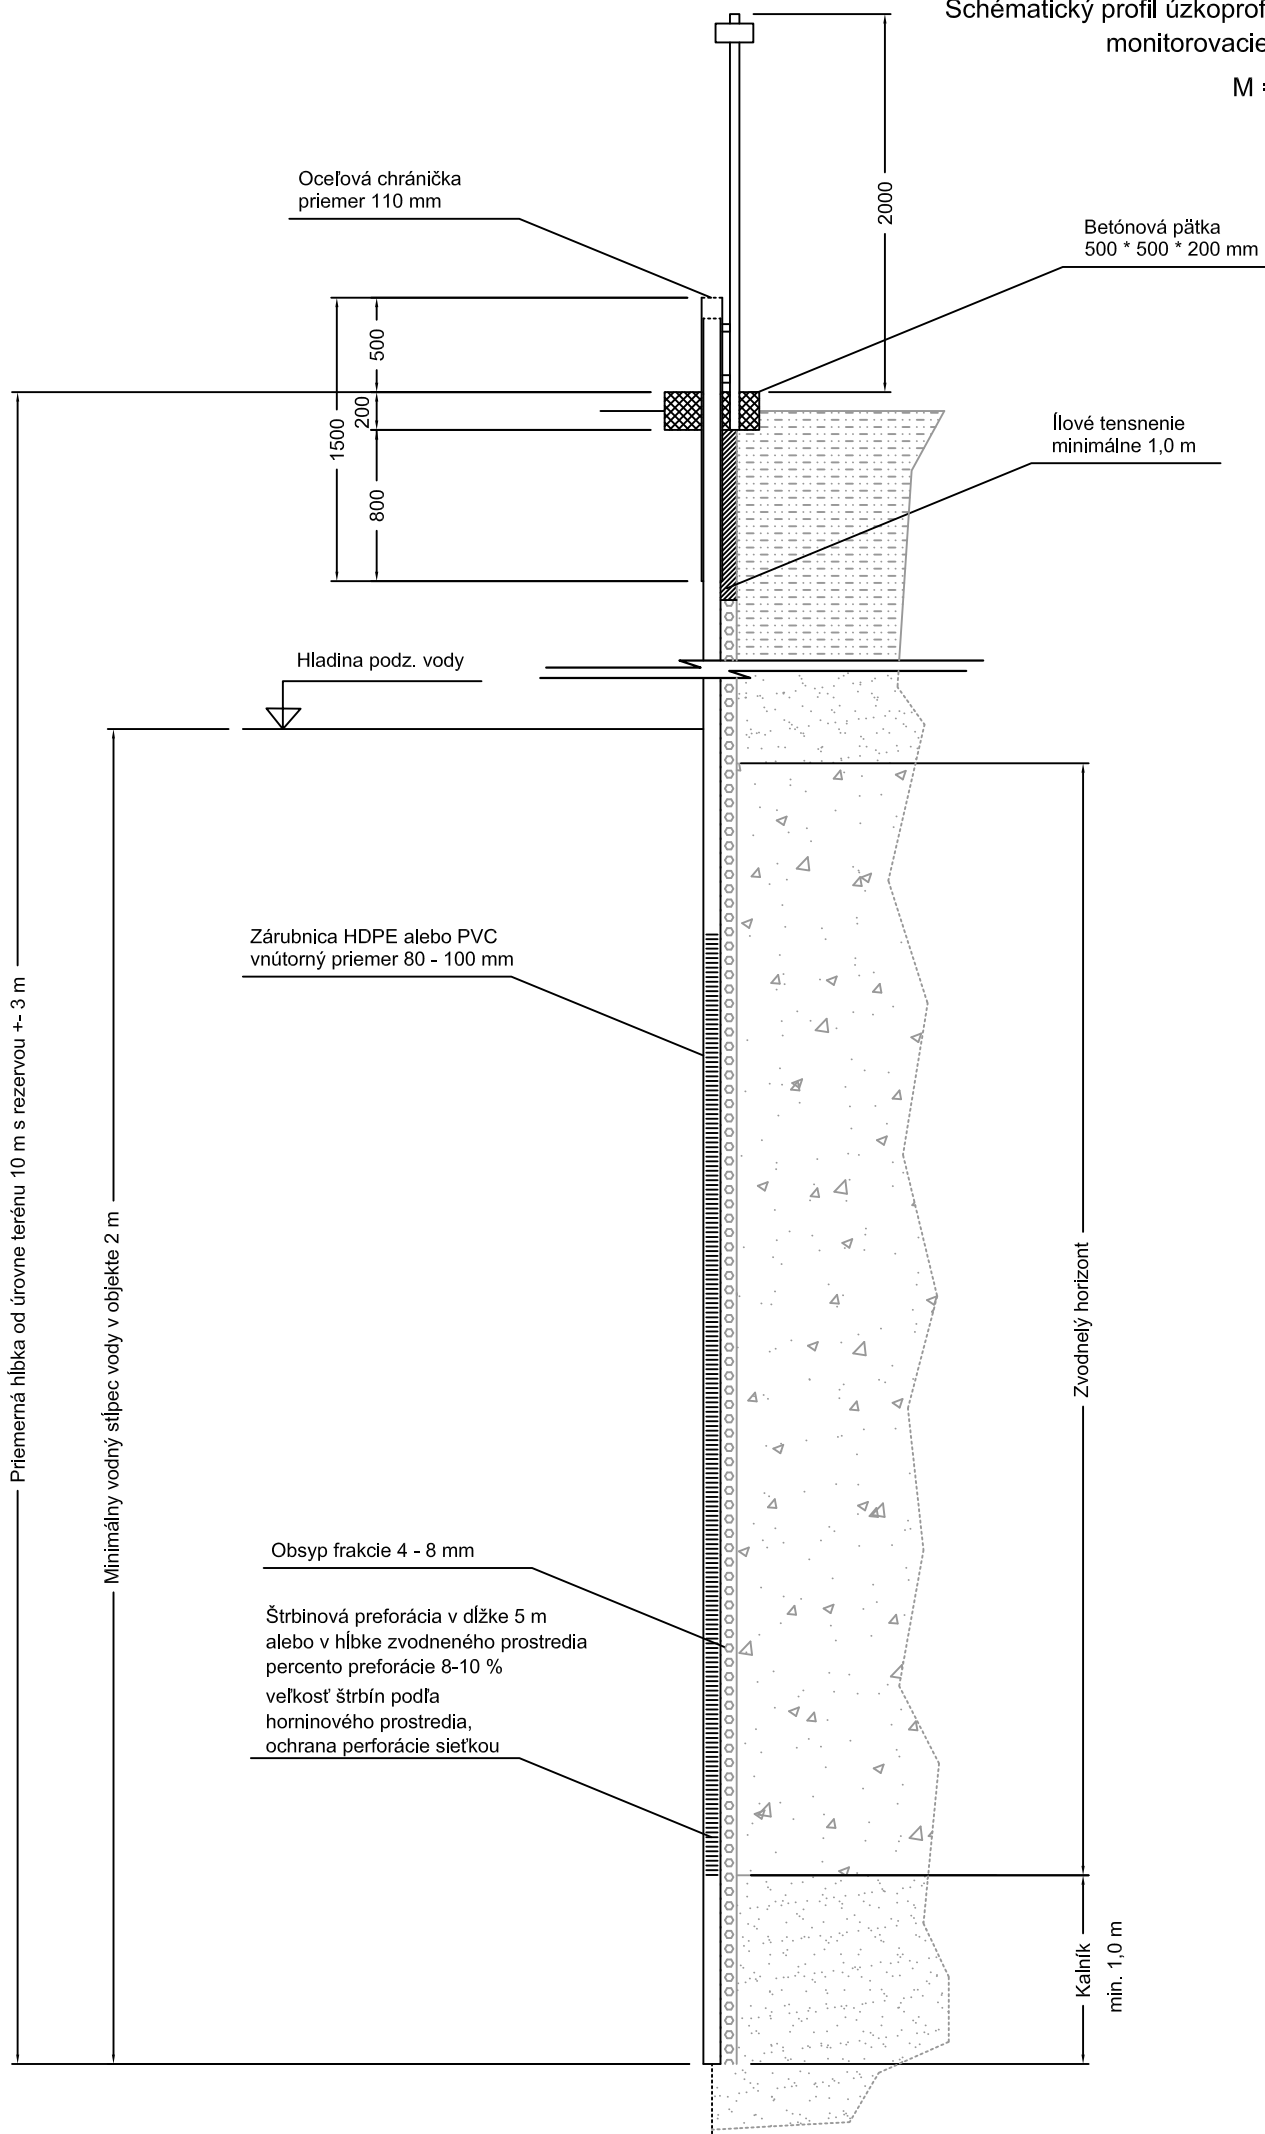 Schématický profil úzkoprof
monitorovacie
M =
Oceľová chránička
priemer 110 mm
2000
Betónová pätka
500 * 500 * 200 mm
500
200
1500
800
Ílové tensnenie
minimálne 1,0 m
Hladina podz. vody
Zárubnica HDPE alebo PVC
vnútorný priemer 80 - 100 mm
Priemerná hĺbka od úrovne terénu 10 m s rezervou +- 3 m
Minimálny vodný stĺpec vody v objekte 2 m
Zvodnelý horizont
Obsyp frakcie 4 - 8 mm
Štrbinová preforácia v dĺžke 5 m
alebo v hĺbke zvodneného prostredia
percento preforácie 8-10 %
veľkosť štrbín podľa
horninového prostredia,
ochrana perforácie sieťkou
Kalník
min. 1,0 m